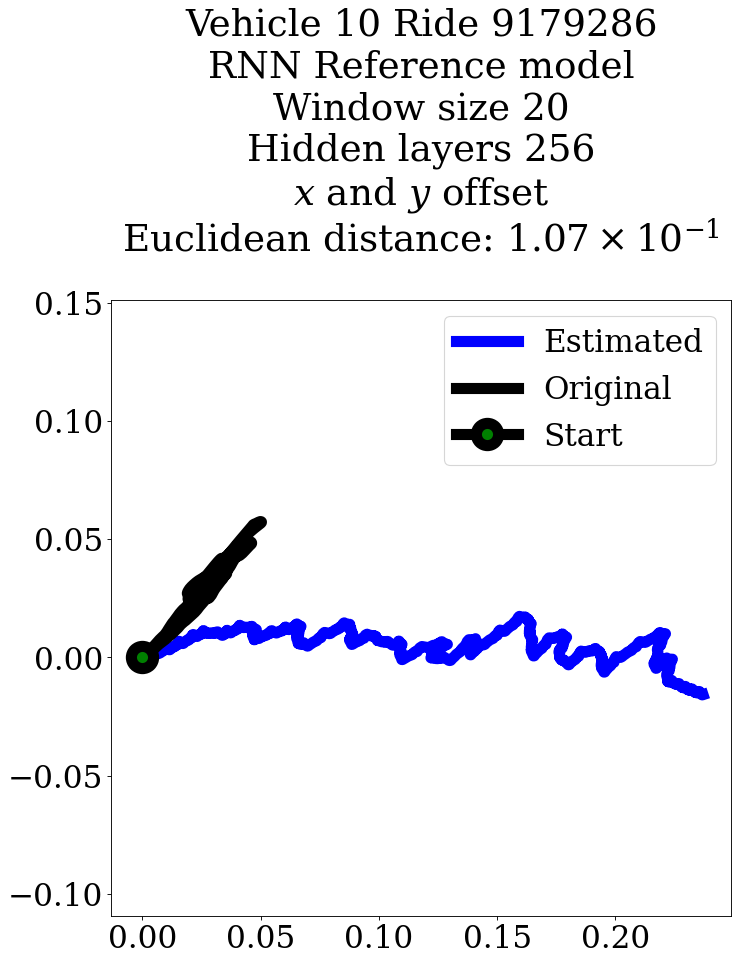 Vehicle 10 Ride 9179286
RNN Reference model
Window size 20
Hidden layers 256
x and y offset
Euclidean distance: 1.07 × 10⁻¹
Estimated
Original
Start
0.15
0.10
0.05
0.00
−0.05
−0.10
0.00 0.05 0.10 0.15 0.20